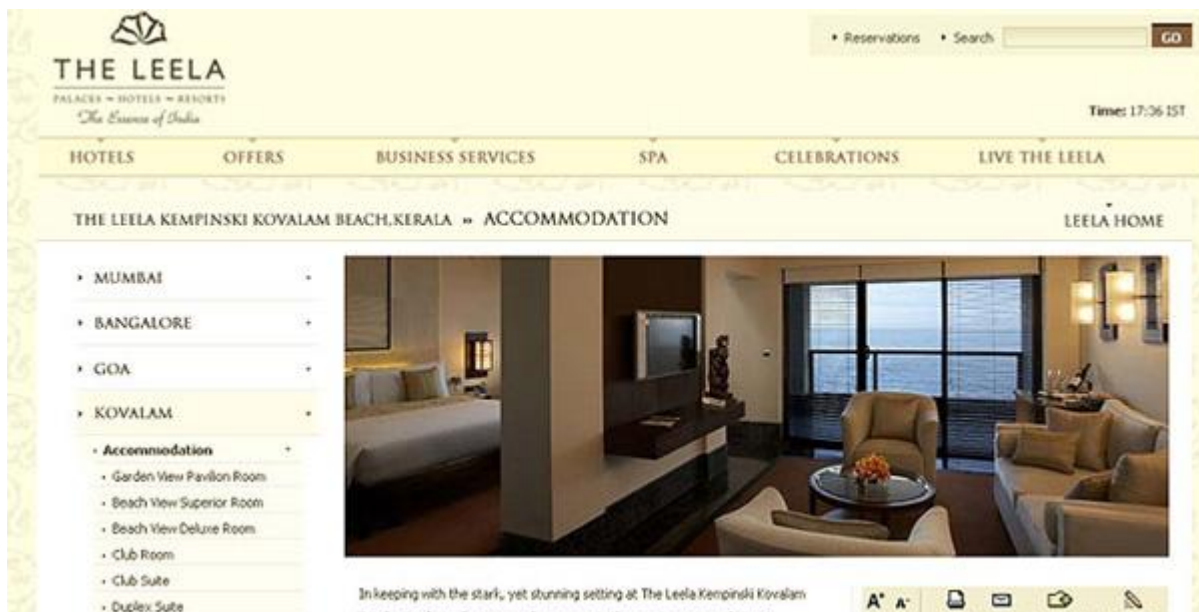 THE LEELA
PALACES ~ HOTELS ~ RESORTS
The Essence of India
Reservations Search GO
Time: 17:36 IST
HOTELS OFFERS BUSINESS SERVICES SPA CELEBRATIONS LIVE THE LEELA
THE LEELA KEMPINSKI KOVALAM BEACH,KERALA » ACCOMMODATION LEELA HOME
MUMBAI
BANGALORE
GOA
KOVALAM
Accommodation
Garden View Pavilion Room
Beach View Superior Room
Beach View Deluxe Room
Club Room
Club Suite
Duplex Suite
In keeping with the stark, yet stunning setting at The Leela Kempinski Kovalam
A+ A-